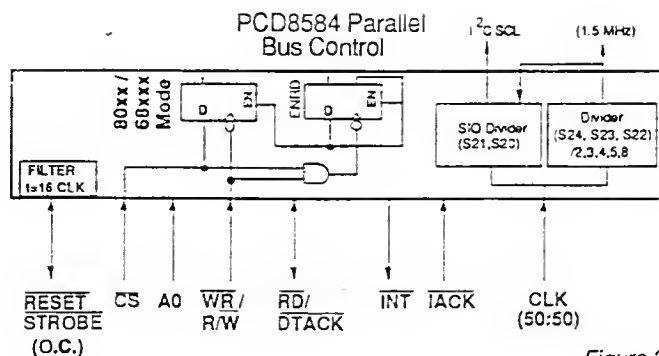 PCD8584 Parallel
Bus Control
I²C SCL
(1.5 MHz)
80xx /
68xxx
Mode
D
EN
ENRD
D
EN
SIO Divider
(S21,S20)
Divider
(S24, S23, S22)
/2,3,4,5,8
FILTER
t=16 CLK
RESET
STROBE
(O.C.)
CS
A0
WR /
R/W
RD/
DTACK
INT
IACK
CLK
(50:50)
Figure